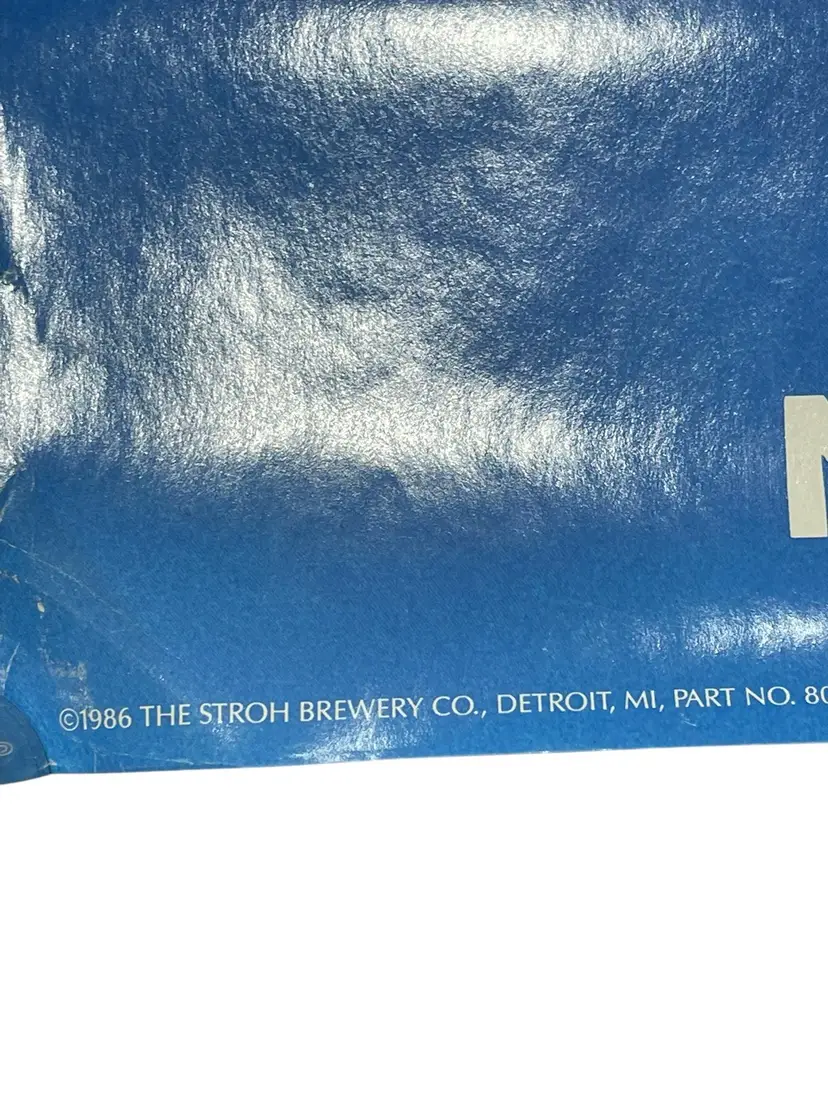 M
©1986 THE STROH BREWERY CO., DETROIT, MI, PART NO. 80